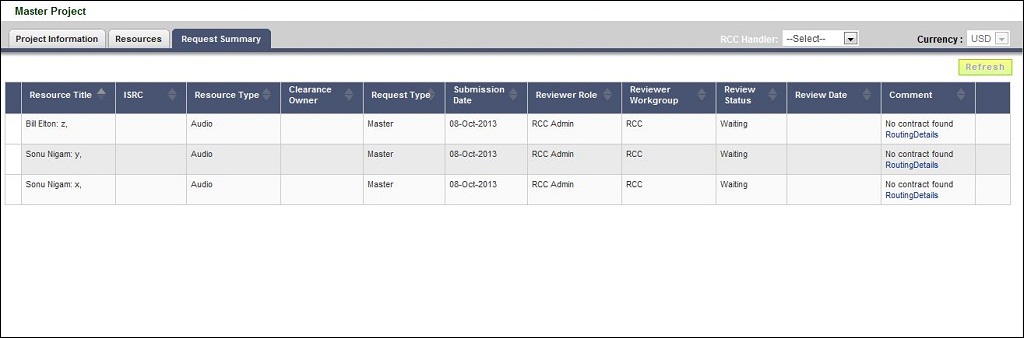 Master Project
Project Information Resources Request Summary RCC Handler: --Select-- Currency : USD
Refresh
Resource Title ISRC Resource Type Clearance Owner Request Type Submission Date Reviewer Role Reviewer Workgroup Review Status Review Date Comment
Bill Elton: z, Audio Master 08-Oct-2013 RCC Admin RCC Waiting No contract found
RoutingDetails
Sonu Nigam: y, Audio Master 08-Oct-2013 RCC Admin RCC Waiting No contract found
RoutingDetails
Sonu Nigam: x, Audio Master 08-Oct-2013 RCC Admin RCC Waiting No contract found
RoutingDetails